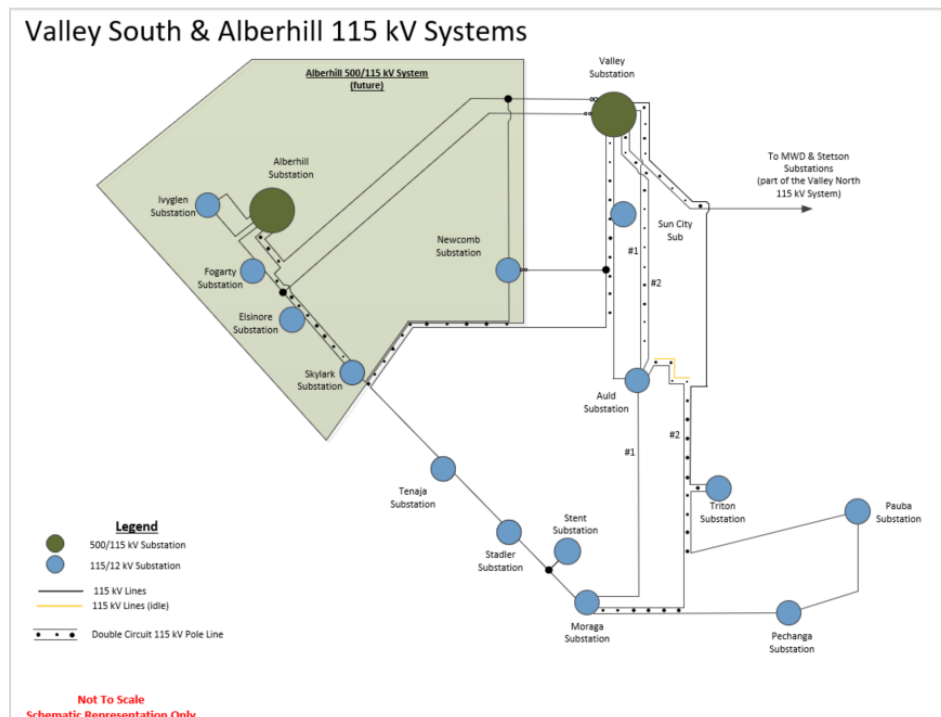 Valley South & Alberhill 115 kV Systems
Alberhill 500/115 kV System
(future)
Valley
Substation
Alberhill
Substation
Ivyglen
Substation
To MWD & Stetson
Substations
(part of the Valley North
115 kV System)
Sun City
Sub
Newcomb
Substation
#1
#2
Fogarty
Substation
Elsinore
Substation
Skylark
Substation
Auld
Substation
#2
#1
Tenaja
Substation
Triton
Substation
Pauba
Substation
Stent
Substation
Stadler
Substation
Moraga
Substation
Pechanga
Substation
Legend
500/115 kV Substation
115/12 kV Substation
115 kV Lines
115 kV Lines (idle)
Double Circuit 115 kV Pole Line
Not To Scale
Schematic Representation Only